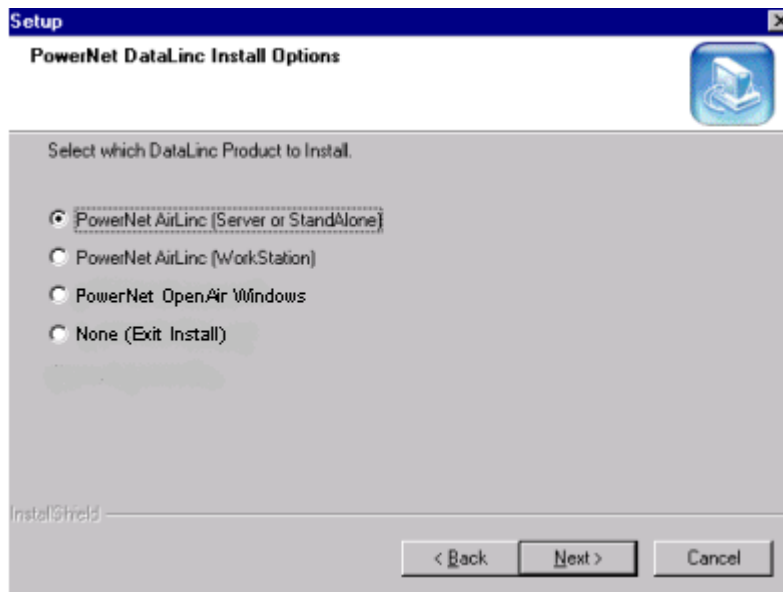 Setup
PowerNet DataLinc Install Options
Select which DataLinc Product to Install.
PowerNet AirLinc (Server or StandAlone)
PowerNet AirLinc (WorkStation)
PowerNet OpenAir Windows
None (Exit Install)
InstallShield
< Back Next > Cancel